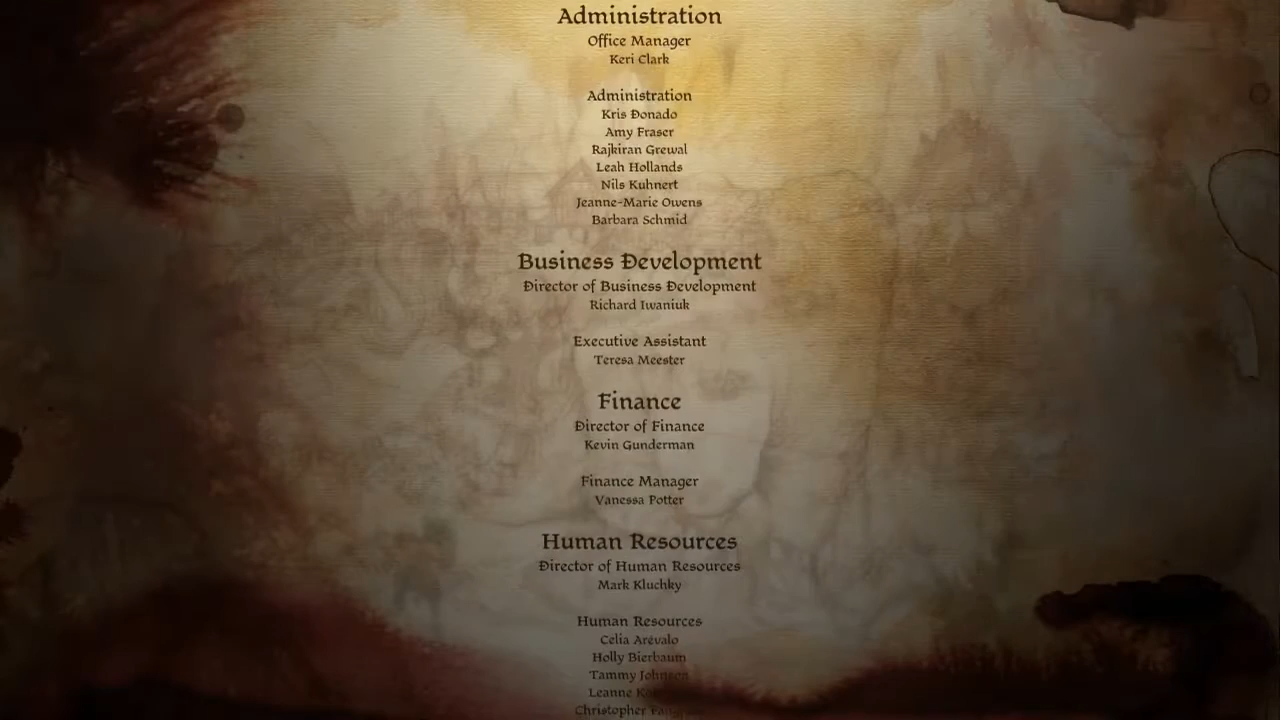 Administration
Office Manager
Keri Clark
Administration
Kris Donado
Amy Fraser
Rajkiran Grewal
Leah Hollands
Nils Kuhnert
Jeanne-Marie Owens
Barbara Schmid
Business Development
Director of Business Development
Richard Iwaniuk
Executive Assistant
Teresa Meester
Finance
Director of Finance
Kevin Gunderman
Finance Manager
Vanessa Potter
Human Resources
Director of Human Resources
Mark Kluchky
Human Resources
Celia Arévalo
Holly Bierbaum
Tammy Johnson
Leanne
Christopher